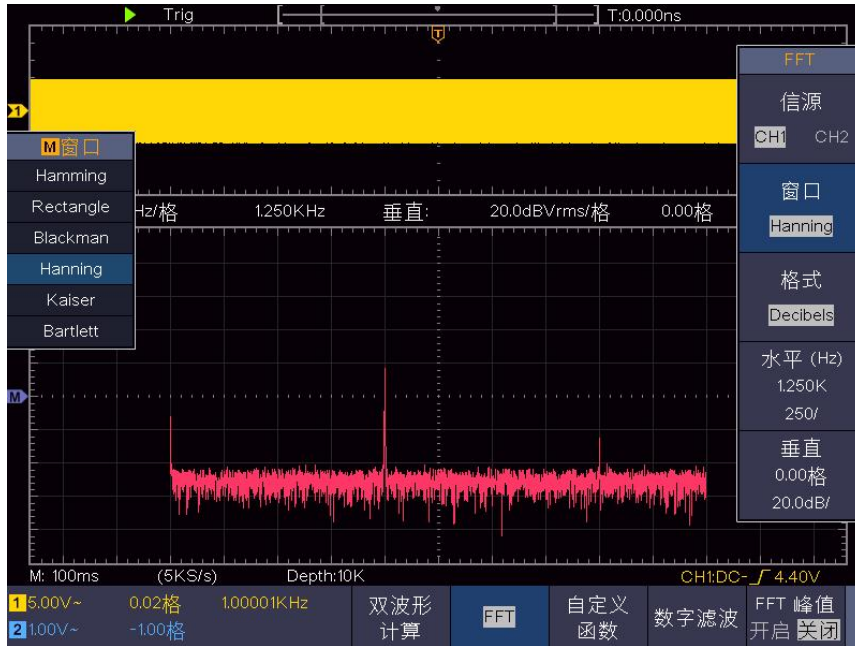 Trig
T:0.000ns
T
1
FFT
信源
CH1 CH2
M窗口
Hamming
Rectangle
Blackman
Hanning
Kaiser
Bartlett
窗口
Hanning
Hz/格 1.250KHz 垂直: 20.0dBVrms/格 0.00格
格式
Decibels
水平 (Hz)
1.250K
250/
M
垂直
0.00格
20.0dB/
M: 100ms (5KS/s) Depth:10K CH1:DC- 4.40V
1 5.00V~ 0.02格 1.00001KHz
2 1.00V~ -1.00格
双波形
计算
FFT
自定义
函数
数字滤波
FFT 峰值
开启 关闭